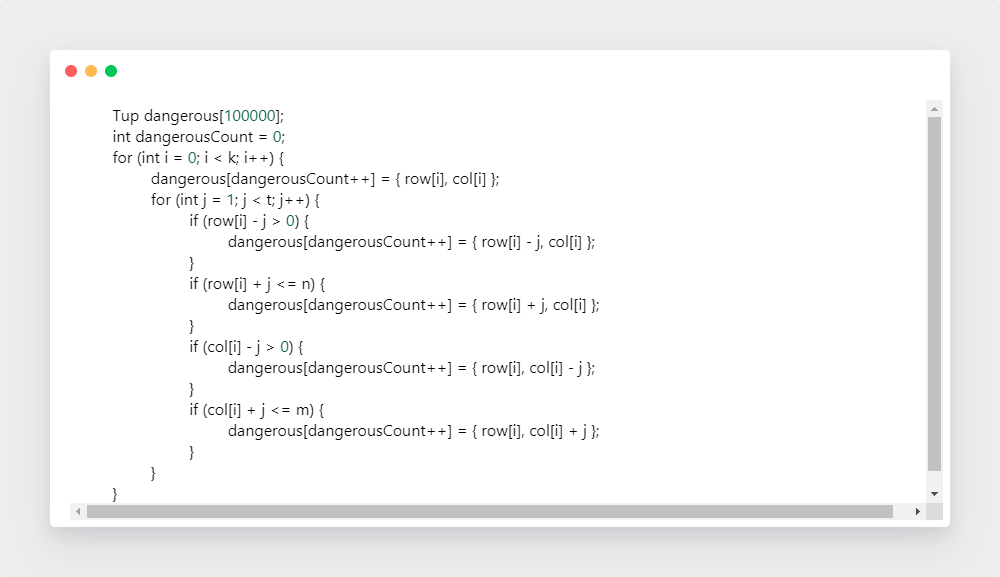 Tup dangerous[100000];
int dangerousCount = 0;
for (int i = 0; i < k; i++) {
dangerous[dangerousCount++] = { row[i], col[i] };
for (int j = 1; j < t; j++) {
if (row[i] - j > 0) {
dangerous[dangerousCount++] = { row[i] - j, col[i] };
}
if (row[i] + j <= n) {
dangerous[dangerousCount++] = { row[i] + j, col[i] };
}
if (col[i] - j > 0) {
dangerous[dangerousCount++] = { row[i], col[i] - j };
}
if (col[i] + j <= m) {
dangerous[dangerousCount++] = { row[i], col[i] + j };
}
}
}